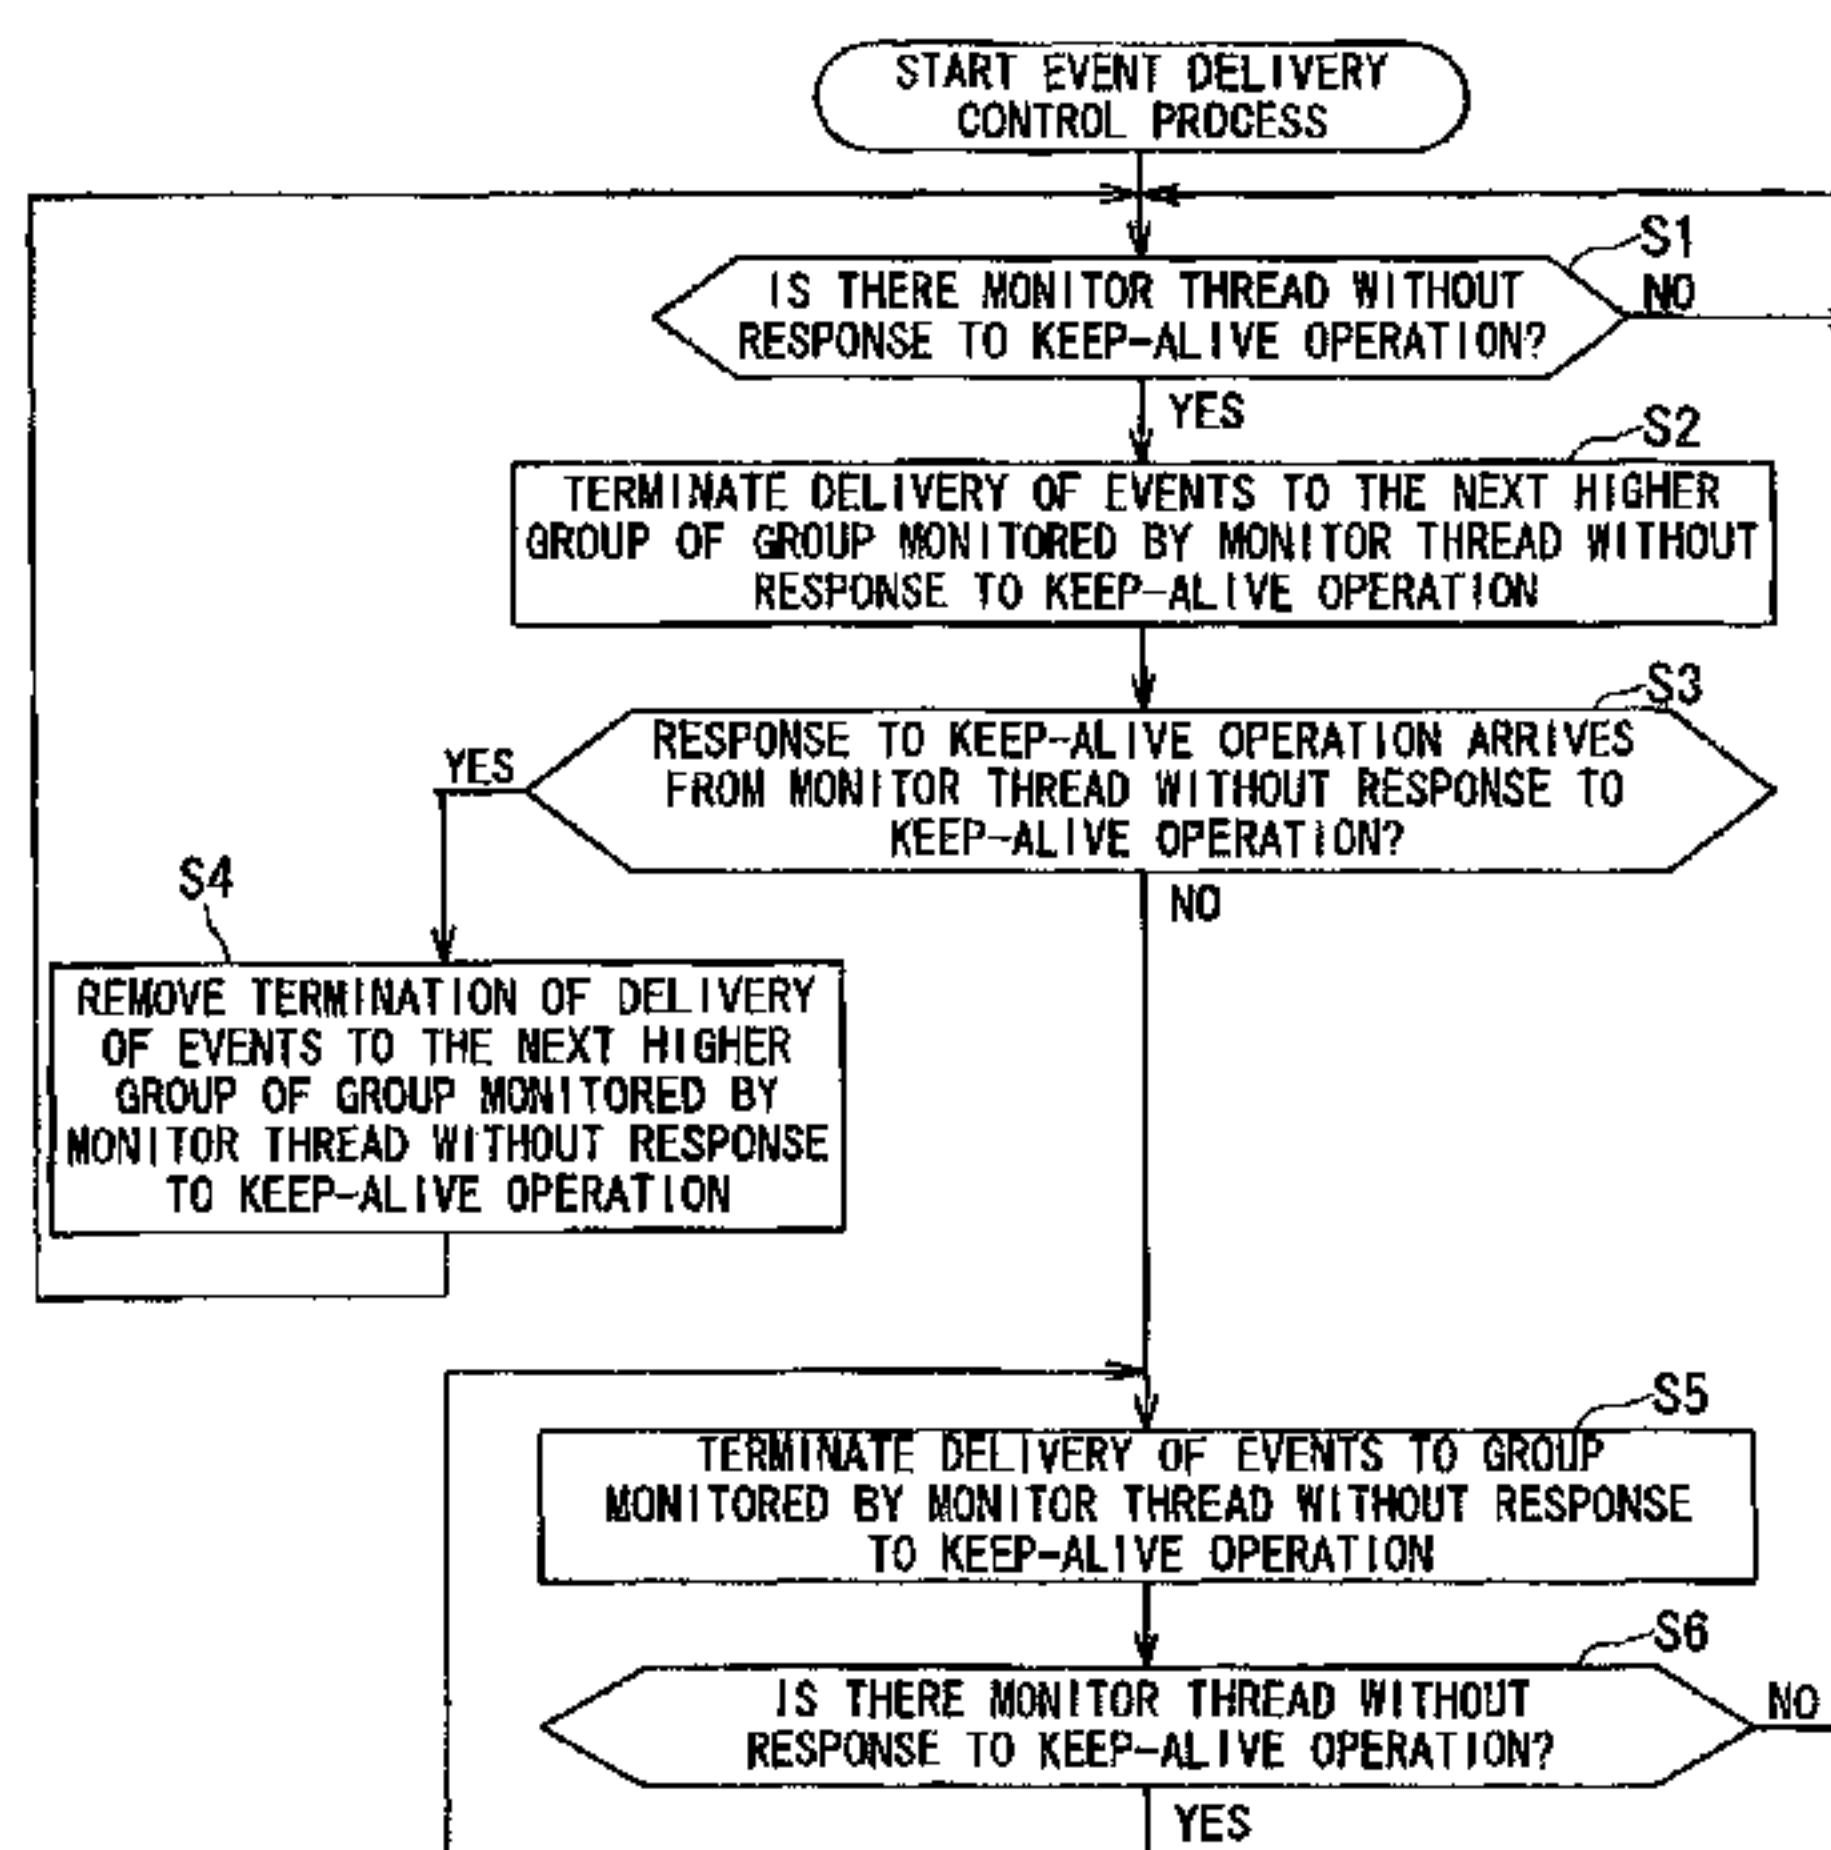 START EVENT DELIVERY
CONTROL PROCESS
S1
IS THERE MONITOR THREAD WITHOUT
RESPONSE TO KEEP-ALIVE OPERATION?
NO
YES
S2
TERMINATE DELIVERY OF EVENTS TO THE NEXT HIGHER
GROUP OF GROUP MONITORED BY MONITOR THREAD WITHOUT
RESPONSE TO KEEP-ALIVE OPERATION
S3
RESPONSE TO KEEP-ALIVE OPERATION ARRIVES
FROM MONITOR THREAD WITHOUT RESPONSE TO
KEEP-ALIVE OPERATION?
YES
NO
S4
REMOVE TERMINATION OF DELIVERY
OF EVENTS TO THE NEXT HIGHER
GROUP OF GROUP MONITORED BY
MONITOR THREAD WITHOUT RESPONSE
TO KEEP-ALIVE OPERATION
S5
TERMINATE DELIVERY OF EVENTS TO GROUP
MONITORED BY MONITOR THREAD WITHOUT RESPONSE
TO KEEP-ALIVE OPERATION
S6
IS THERE MONITOR THREAD WITHOUT
RESPONSE TO KEEP-ALIVE OPERATION?
NO
YES